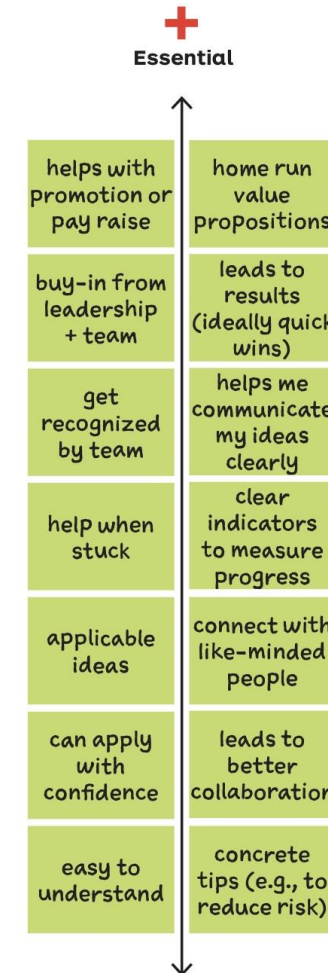 Essential
helps with
promotion or
pay raise
home run
value
propositions
buy-in from
leadership
+ team
leads to
results
(ideally quick
wins)
get
recognized
by team
helps me
communicate
my ideas
clearly
help when
stuck
clear
indicators
to measure
progress
applicable
ideas
connect with
like-minded
people
can apply
with
confidence
leads to
better
collaboration
easy to
understand
concrete
tips (e.g., to
reduce risk)